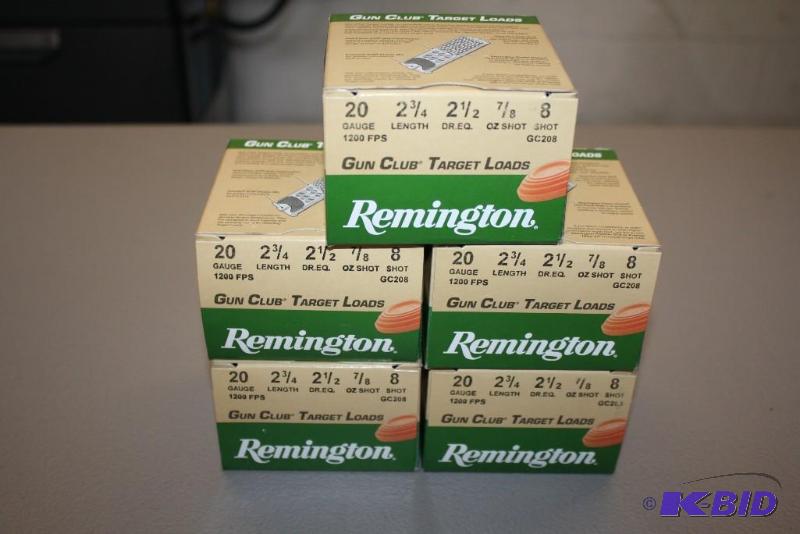 GUN CLUB® TARGET LOADS
20 2¾ 2½ ⅞ 8
GAUGE LENGTH DR.EQ. OZ SHOT SHOT
1200 FPS GC208
GUN CLUB® TARGET LOADS
Remington.
GUN CLUB
20 2¾ 2½ ⅞ 8
GAUGE LENGTH DR.EQ. OZ SHOT SHOT
1200 FPS GC208
GUN CLUB® TARGET LOADS
Remington.
LOADS
20 2¾ 2½ ⅞ 8
GAUGE LENGTH DR.EQ. OZ SHOT SHOT
1200 FPS GC208
GUN CLUB® TARGET LOADS
Remington.
20 2¾ 2½ ⅞ 8
GAUGE LENGTH DR.EQ. OZ SHOT SHOT
1200 FPS GC208
GUN CLUB® TARGET LOADS
Remington.
20 2¾ 2½ ⅞ 8
GAUGE LENGTH DR.EQ. OZ SHOT SHOT
1200 FPS
GUN CLUB® TARGET LOADS
Remington.
© K-BID